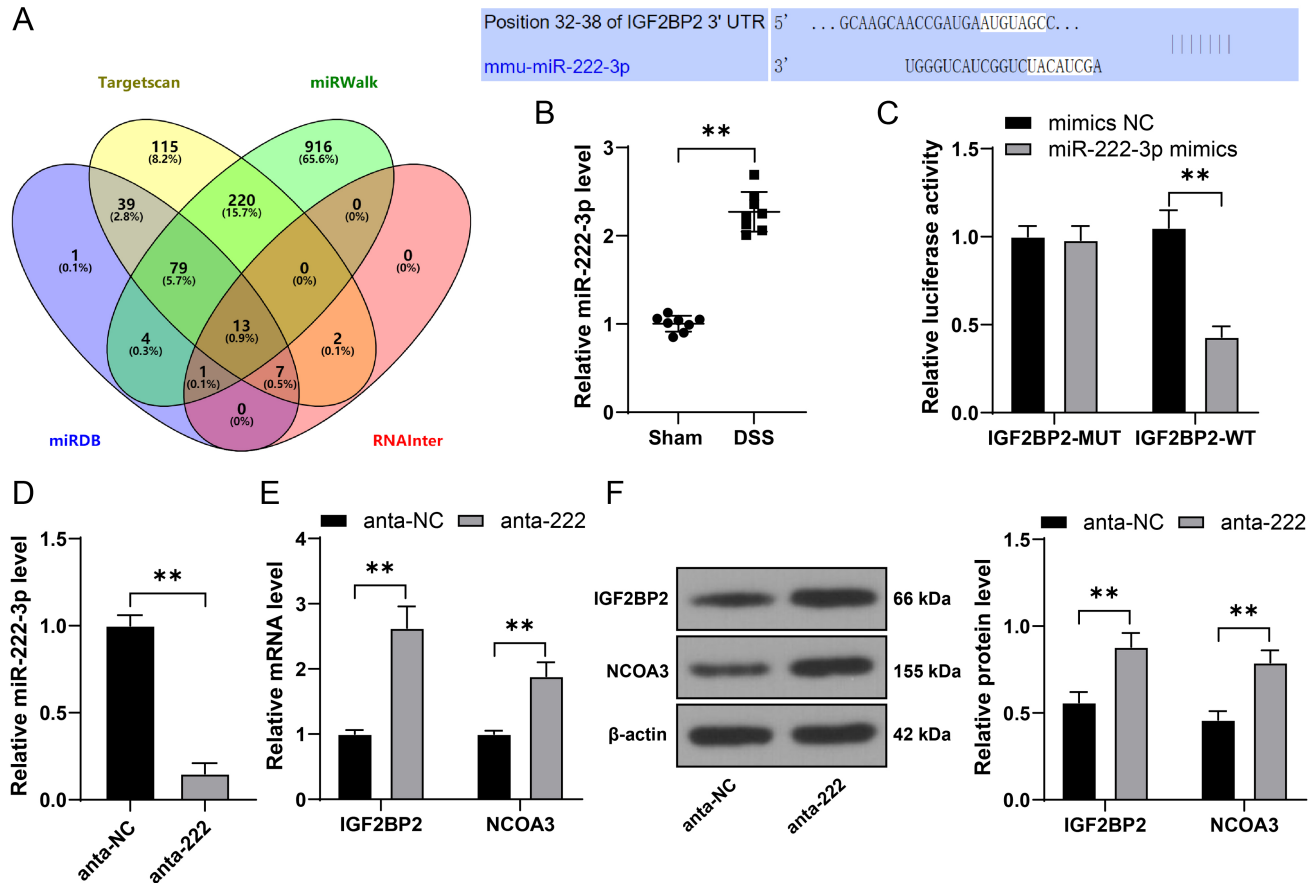 A
Position 32-38 of IGF2BP2 3' UTR 5' ...GCAAGCAACCGAUGAAUGUAGCC...
mmu-miR-222-3p 3' UGGGUCAUCGGUCUACAUCGA
Targetscan
miRWalk
115
(8.2%)
916
(65.6%)
39
(2.8%)
220
(15.7%)
0
(0%)
1
(0.1%)
79
(5.7%)
0
(0%)
0
(0%)
4
(0.3%)
13
(0.9%)
2
(0.1%)
1
(0.1%)
7
(0.5%)
0
(0%)
miRDB
RNAInter
B
Relative miR-222-3p level
3
2
1
0
**
Sham
DSS
C
mimics NC
miR-222-3p mimics
Relative luciferase activity
1.5
1.0
0.5
0.0
**
IGF2BP2-MUT
IGF2BP2-WT
D
Relative miR-222-3p level
1.5
1.0
0.5
0.0
**
anta-NC
anta-222
E
anta-NC
anta-222
Relative mRNA level
4
3
2
1
0
**
**
IGF2BP2
NCOA3
F
IGF2BP2
66 kDa
NCOA3
155 kDa
β-actin
42 kDa
anta-NC
anta-222
anta-NC
anta-222
Relative protein level
1.5
1.0
0.5
0.0
**
**
IGF2BP2
NCOA3